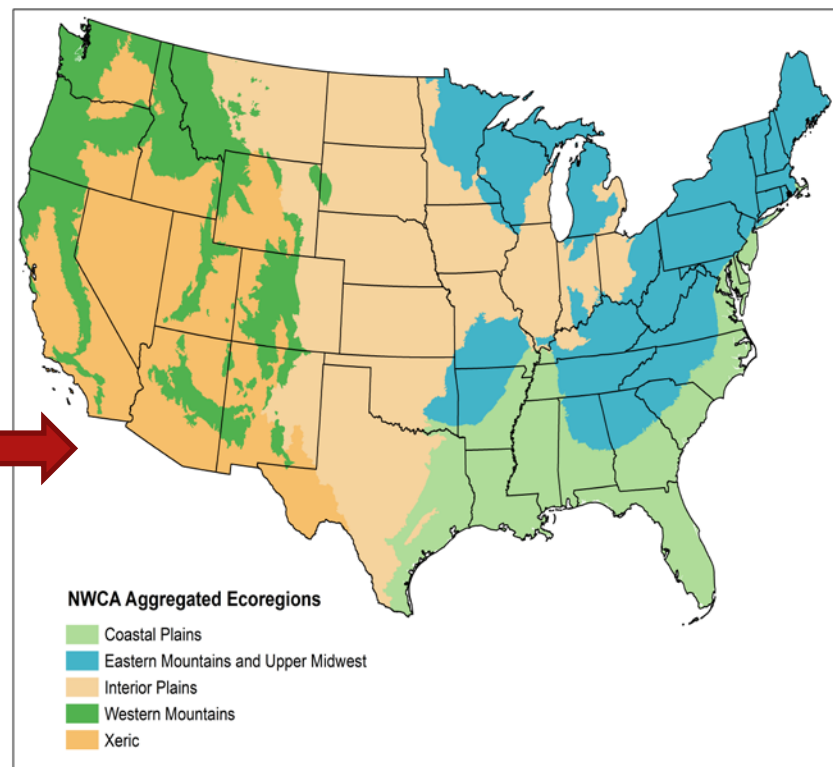 NWCA Aggregated Ecoregions
Coastal Plains
Eastern Mountains and Upper Midwest
Interior Plains
Western Mountains
Xeric